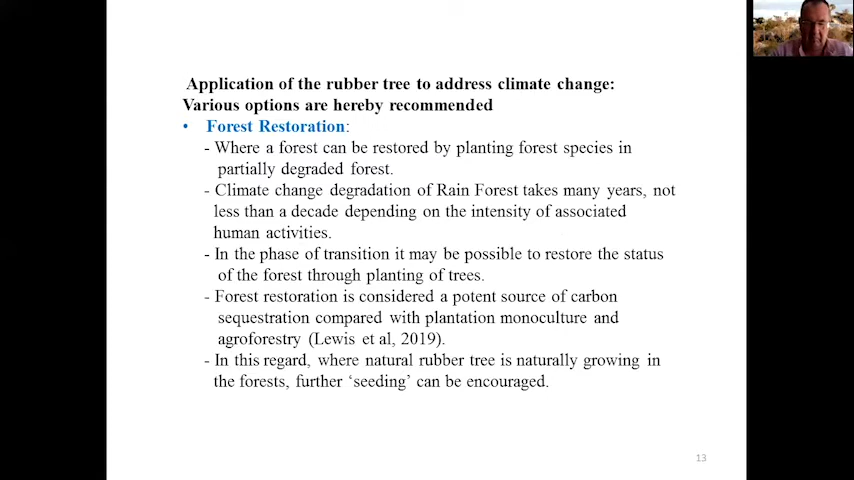 Application of the rubber tree to address climate change:
Various options are hereby recommended
• Forest Restoration:
- Where a forest can be restored by planting forest species in
partially degraded forest.
- Climate change degradation of Rain Forest takes many years, not
less than a decade depending on the intensity of associated
human activities.
- In the phase of transition it may be possible to restore the status
of the forest through planting of trees.
- Forest restoration is considered a potent source of carbon
sequestration compared with plantation monoculture and
agroforestry (Lewis et al, 2019).
- In this regard, where natural rubber tree is naturally growing in
the forests, further ‘seeding’ can be encouraged.
13